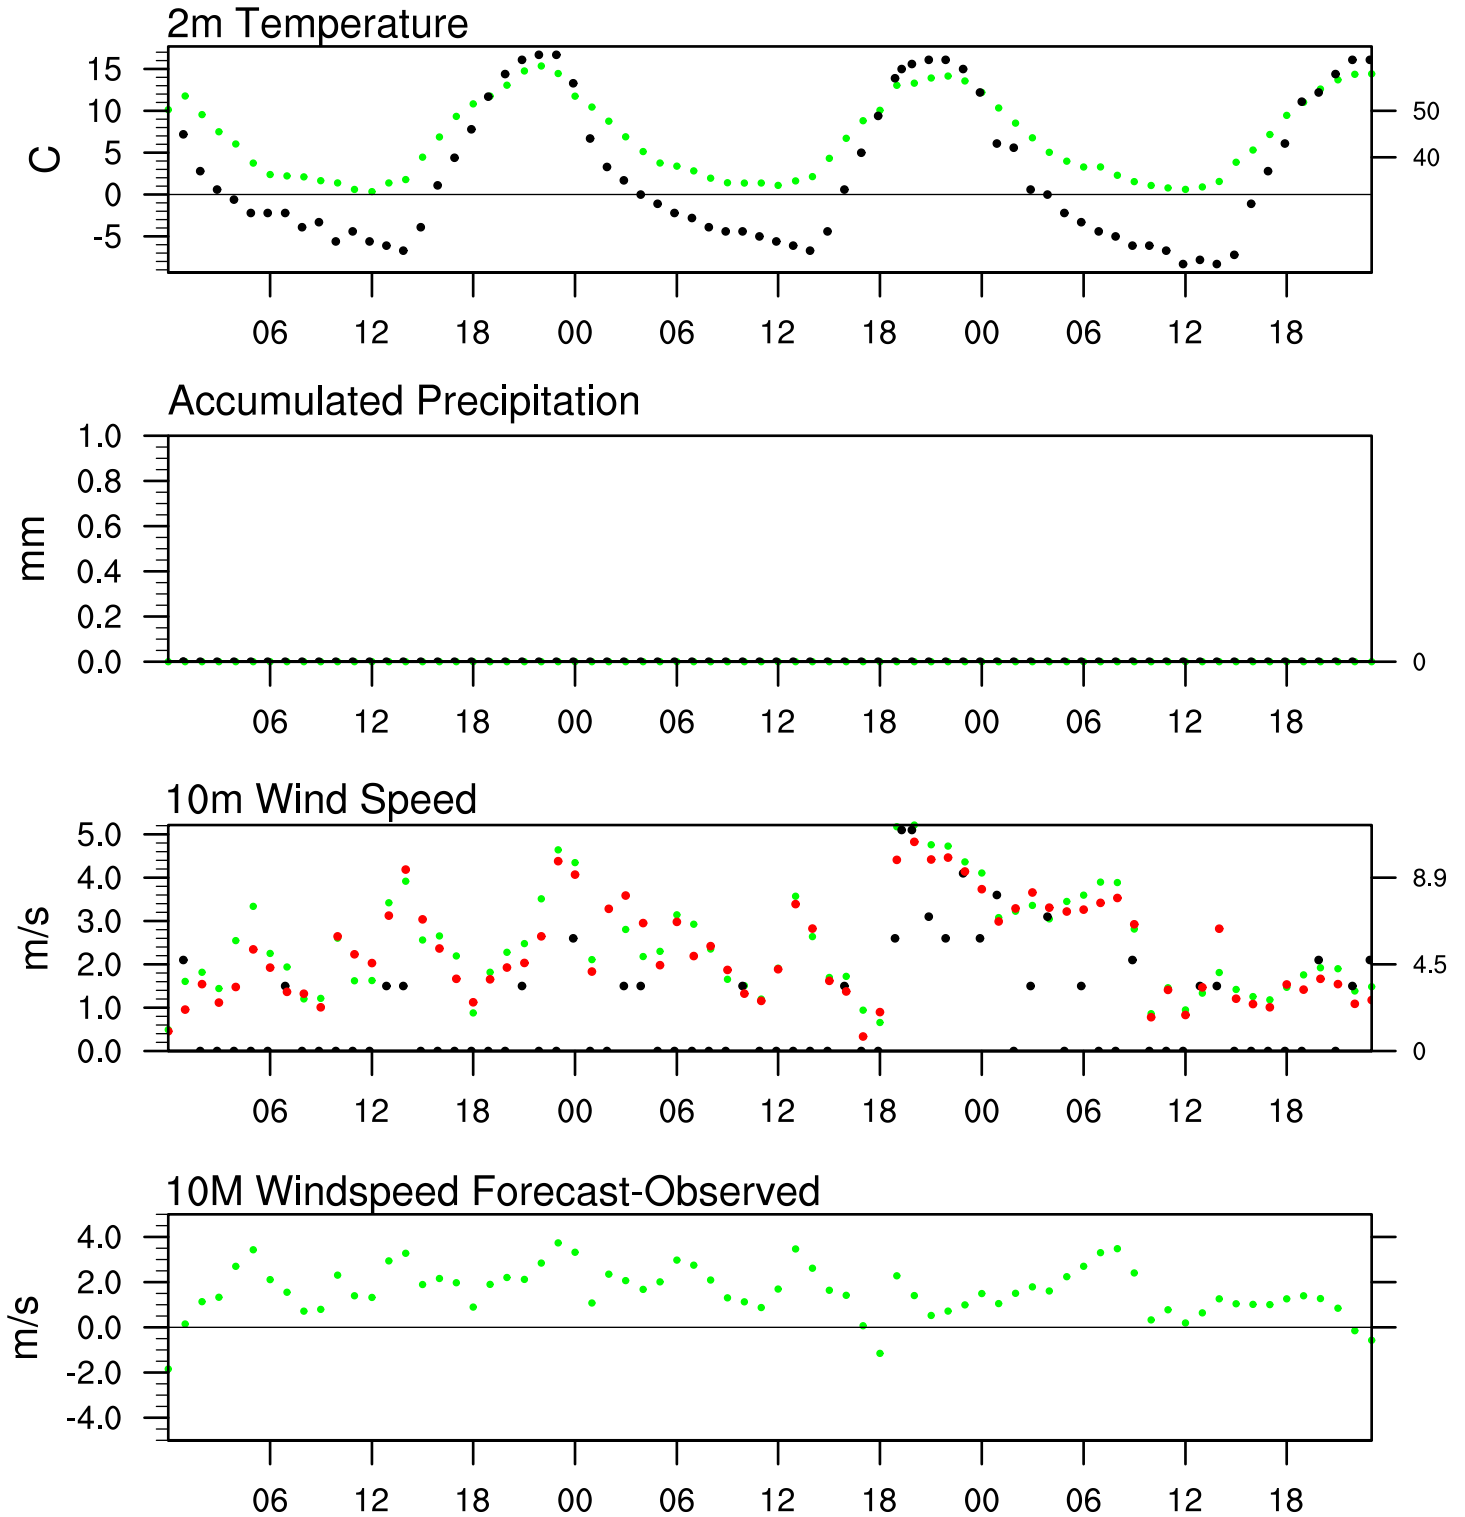 2m Temperature
15
10
5
0
-5
C
50
40
06 12 18 00 06 12 18 00 06 12 18
Accumulated Precipitation
1.0
0.8
0.6
0.4
0.2
0.0
mm
0
06 12 18 00 06 12 18 00 06 12 18
10m Wind Speed
5.0
4.0
3.0
2.0
1.0
0.0
m/s
8.9
4.5
0
06 12 18 00 06 12 18 00 06 12 18
10M Windspeed Forecast-Observed
4.0
2.0
0.0
-2.0
-4.0
m/s
06 12 18 00 06 12 18 00 06 12 18